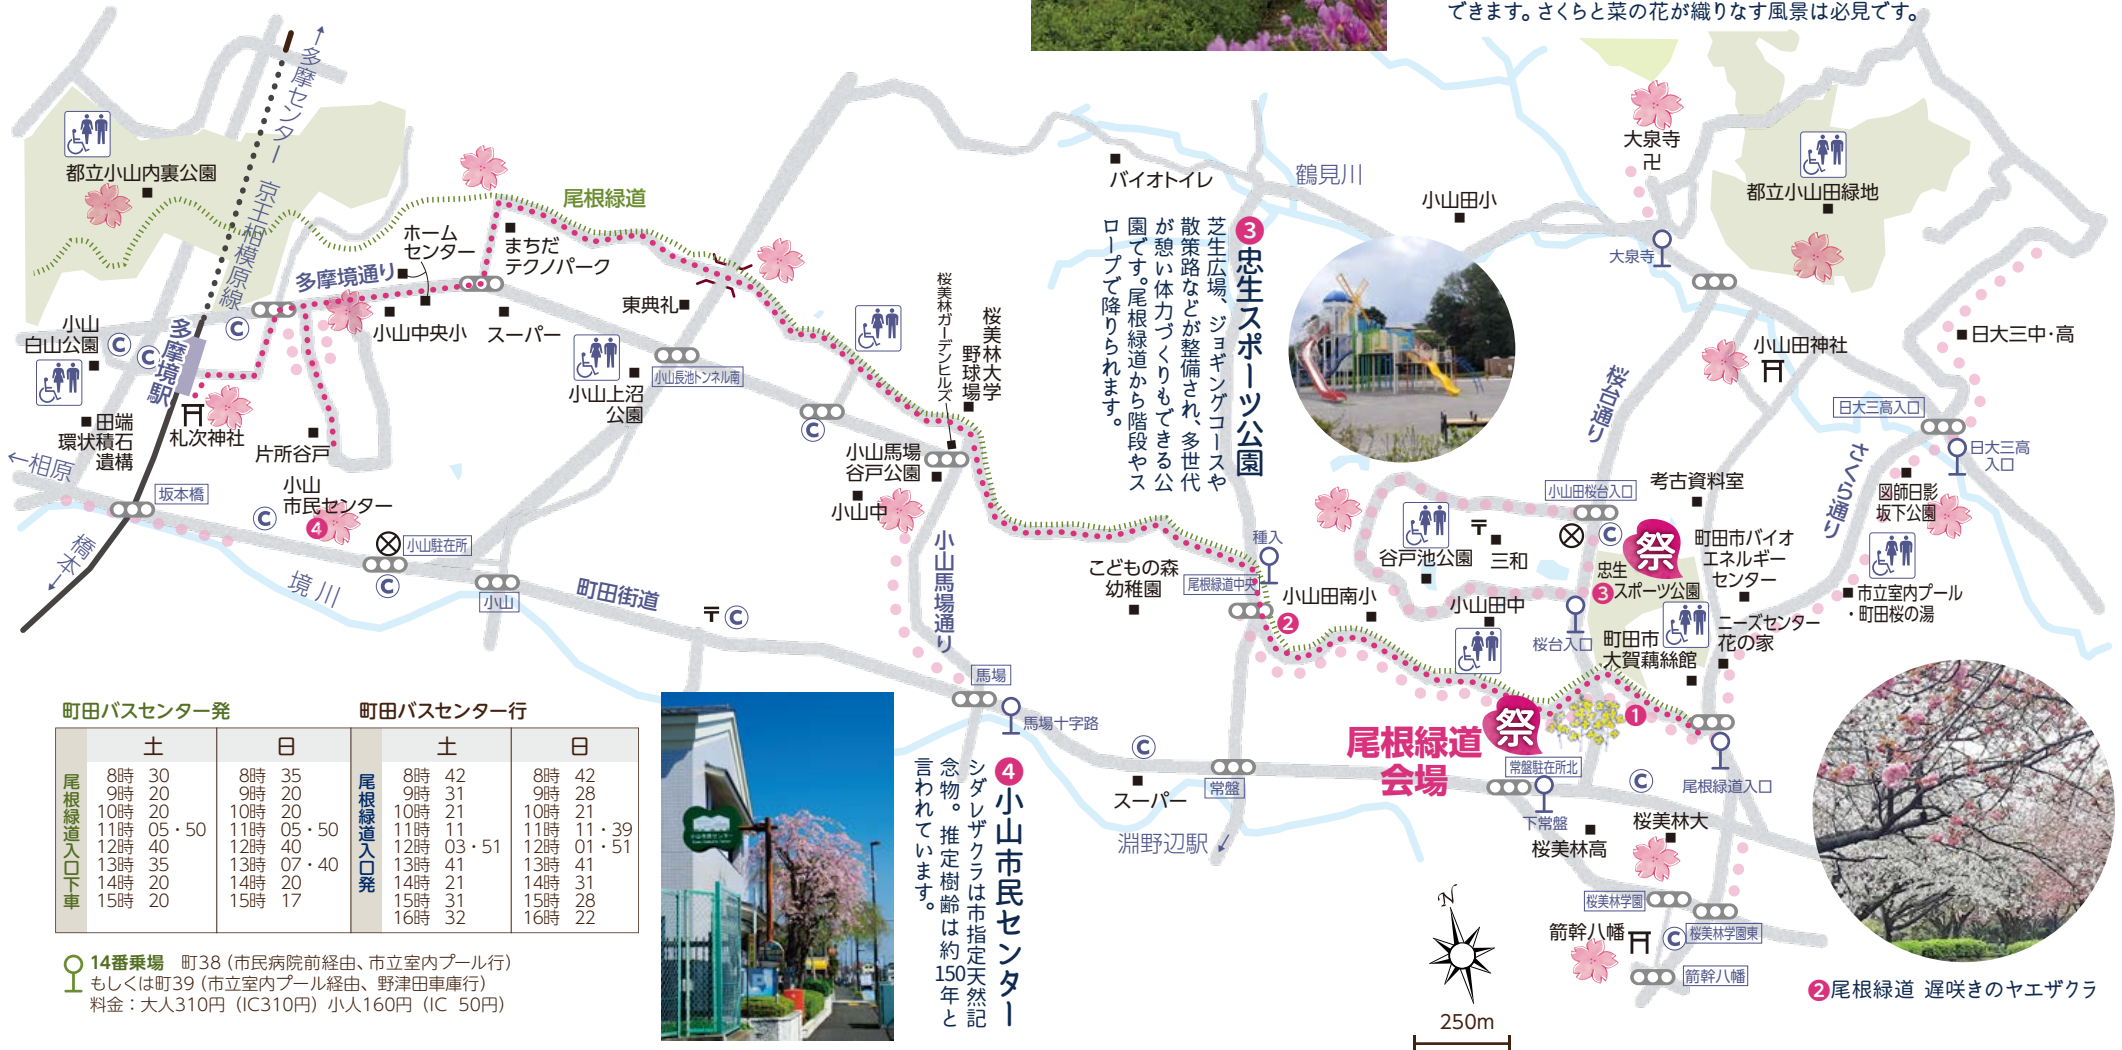 できます。さくらと菜の花が織りなす風景は必見です。
↑多摩センター
京王相模原線
都立小山内裏公園
尾根緑道
ホーム
センター
まちだ
テクノパーク
多摩境通り
小山中央小
スーパー
東典礼
小山
白山公園
多摩境駅
札次神社
田端
環状積石
遺構
片所谷戸
←相原
坂本橋
橋本
小山
市民センター
4
小山駐在所
境川
小山
町田街道
小山上沼
公園
小山長池トンネル南
桜美林ガーデンヒルズ
桜美林大学
野球場
小山馬場
谷戸公園
小山中
小山馬場通り
馬場
馬場十字路
バイオトイレ
鶴見川
小山田小
大泉寺
卍
大泉寺
都立小山田緑地
日大三中・高
小山田神社
日大三高入口
日大三高
入口
桜台通り
さくら通り
図師日影
坂下公園
市立室内プール
・町田桜の湯
考古資料室
小山田桜台入口
祭
忠生
3スポーツ公園
町田市バイオ
エネルギー
センター
ニーズセンター
花の家
町田市
大賀藕絲館
谷戸池公園
三和
小山田中
桜台入口
種入
尾根緑道中央
2
こどもの森
幼稚園
小山田南小
祭
尾根緑道
会場
1
尾根緑道入口
常盤駐在所北
下常盤
スーパー
常盤
淵野辺駅
桜美林高
桜美林大
桜美林学園
桜美林学園東
箭幹八幡
箭幹八幡
250m
N
3忠生スポーツ公園
芝生広場、ジョギングコースや
散策路などが整備され、多世代
が憩い体力づくりもできる公
園です。尾根緑道から階段やス
ロープで降りられます。
4小山市民センター
シダレザクラは市指定天然記
念物。推定樹齢は約150年と
言われています。
2尾根緑道 遅咲きのヤエザクラ
町田バスセンター発 町田バスセンター行
土 日 土 日
尾根緑道入口下車
8時 30 8時 35
9時 20 9時 20
10時 20 10時 20
11時 05・50 11時 05・50
12時 40 12時 40
13時 35 13時 07・40
14時 20 14時 20
15時 20 15時 17
尾根緑道入口発
8時 42 8時 42
9時 31 9時 28
10時 21 10時 21
11時 11 11時 11・39
12時 03・51 12時 01・51
13時 41 13時 41
14時 21 14時 31
15時 31 15時 28
16時 32 16時 22
14番乗場 町38（市民病院前経由、市立室内プール行）
もしくは町39（市立室内プール経由、野津田車庫行）
料金：大人310円（IC310円）小人160円（IC 50円）